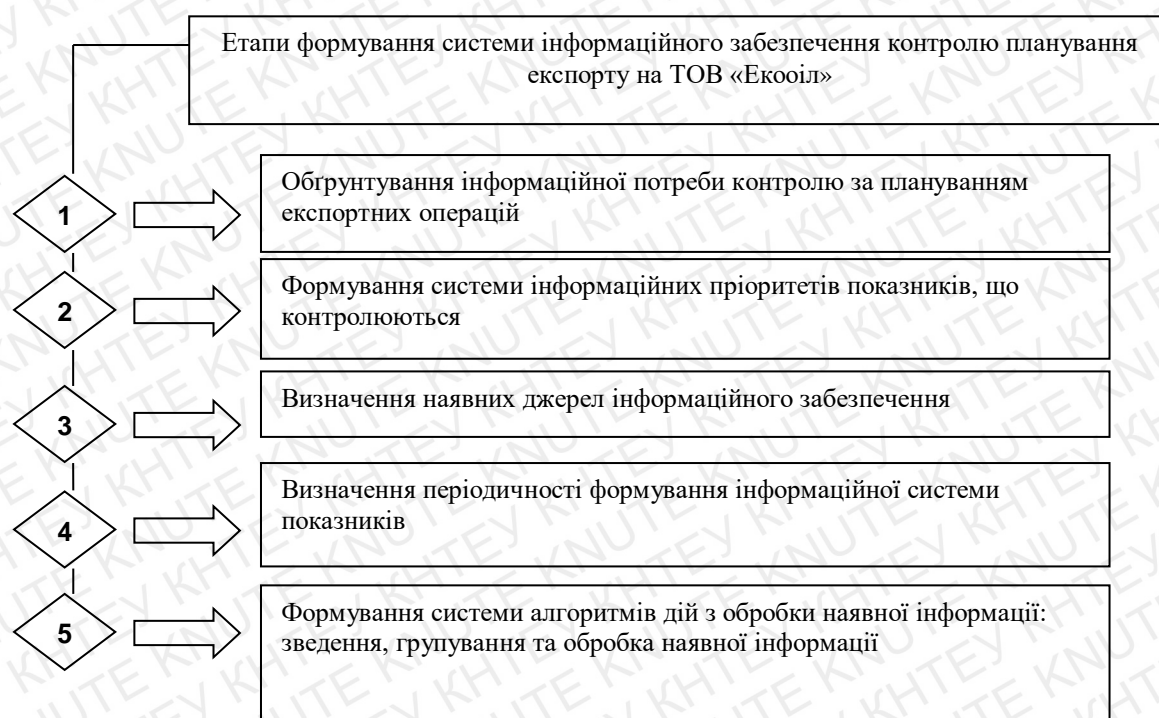 Етапи формування системи інформаційного забезпечення контролю планування
експорту на ТОВ «Екооіл»
1
Обґрунтування інформаційної потреби контролю за плануванням
експортних операцій
2
Формування системи інформаційних пріоритетів показників, що
контролюються
3
Визначення наявних джерел інформаційного забезпечення
4
Визначення періодичності формування інформаційної системи
показників
5
Формування системи алгоритмів дій з обробки наявної інформації:
зведення, групування та обробка наявної інформації